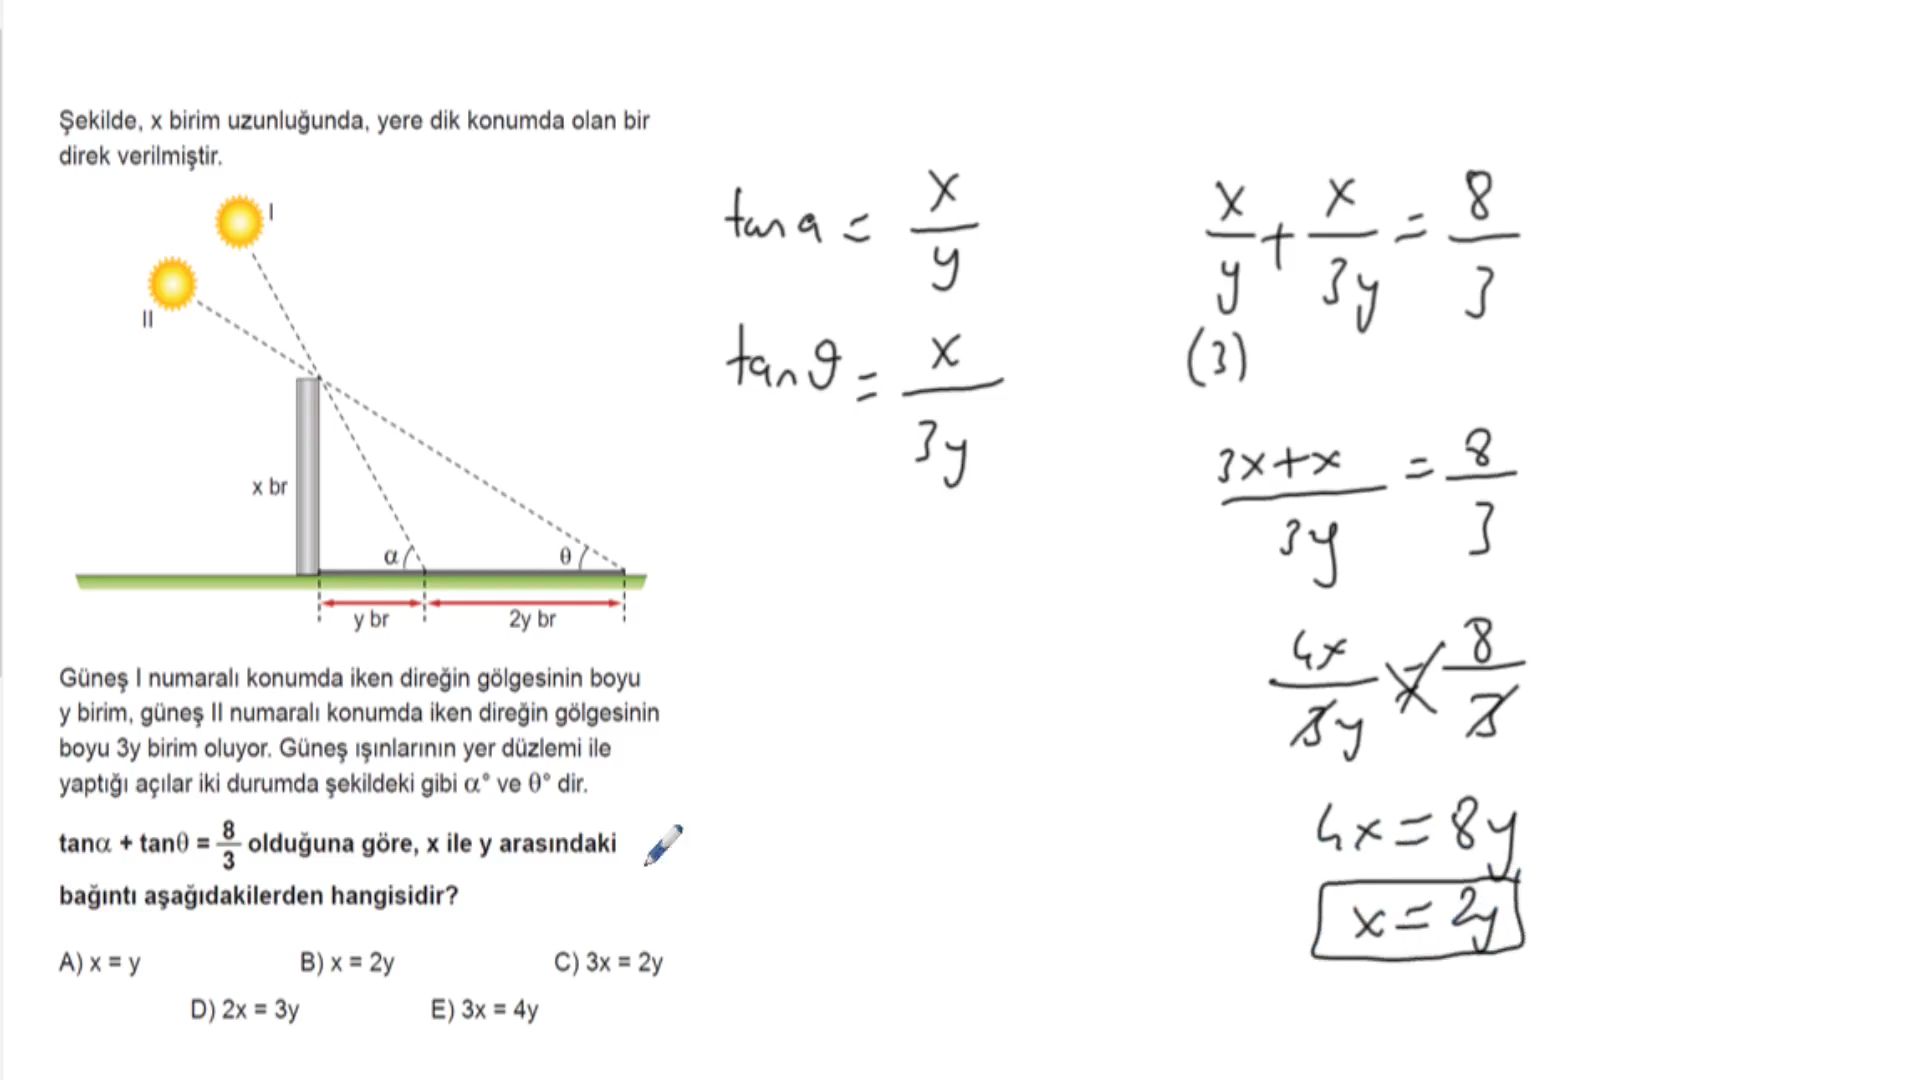 Şekilde, x birim uzunluğunda, yere dik konumda olan bir
direk verilmiştir.
I
II
x br
α
θ
y br
2y br
Güneş I numaralı konumda iken direğin gölgesinin boyu
y birim, güneş II numaralı konumda iken direğin gölgesinin
boyu 3y birim oluyor. Güneş ışınlarının yer düzlemi ile
yaptığı açılar iki durumda şekildeki gibi α° ve θ° dir.
tanα + tanθ = 8/3 olduğuna göre, x ile y arasındaki
bağıntı aşağıdakilerden hangisidir?
A) x = y B) x = 2y C) 3x = 2y
D) 2x = 3y E) 3x = 4y
tan α = x/y
tan θ = x/3y
x/y + x/3y = 8/3
(3)
3x+x/3y = 8/3
4x/3y = 8/3
4x = 8y
x = 2y